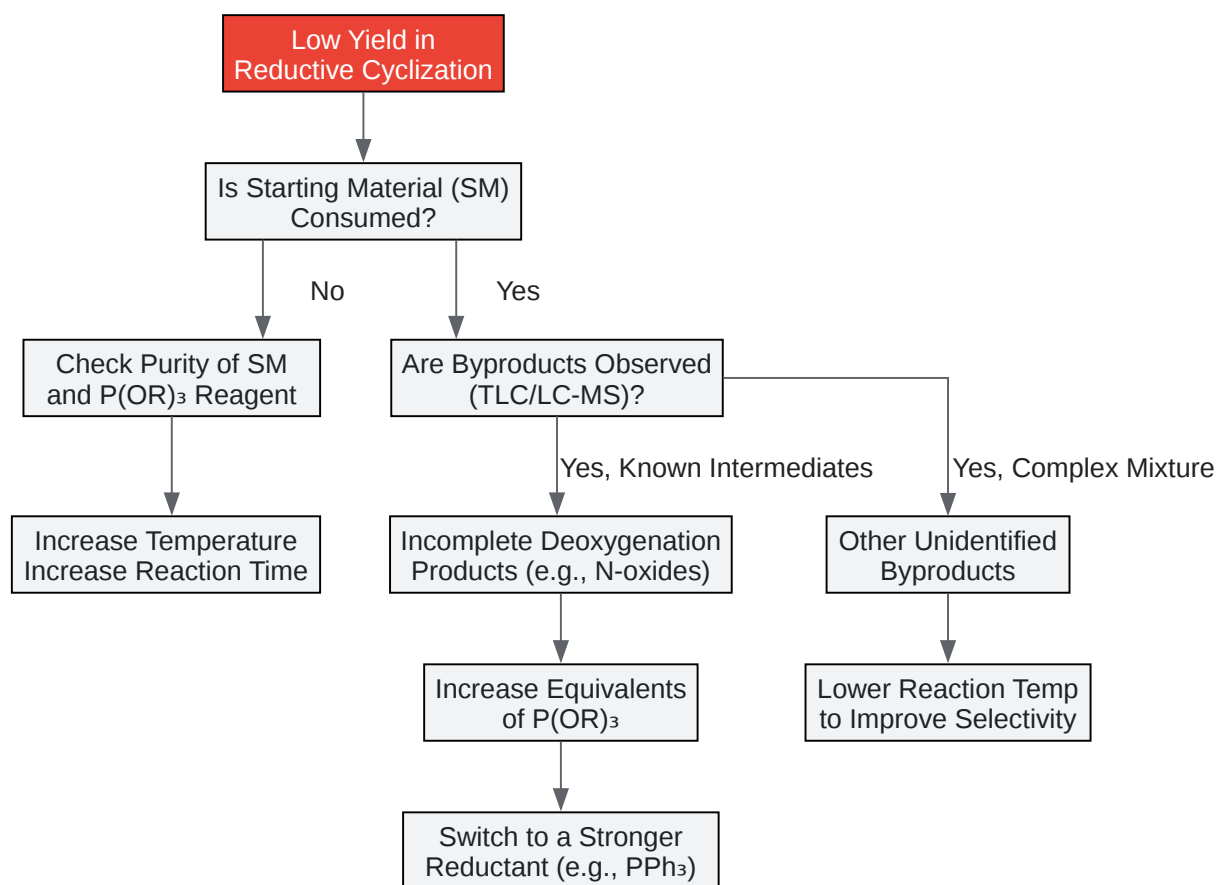 Low Yield in
Reductive Cyclization
Is Starting Material (SM)
Consumed?
No
Yes
Check Purity of SM
and P(OR)₃ Reagent
Are Byproducts Observed
(TLC/LC-MS)?
Yes, Known Intermediates
Yes, Complex Mixture
Increase Temperature
Increase Reaction Time
Incomplete Deoxygenation
Products (e.g., N-oxides)
Other Unidentified
Byproducts
Increase Equivalents
of P(OR)₃
Lower Reaction Temp
to Improve Selectivity
Switch to a Stronger
Reductant (e.g., PPh₃)